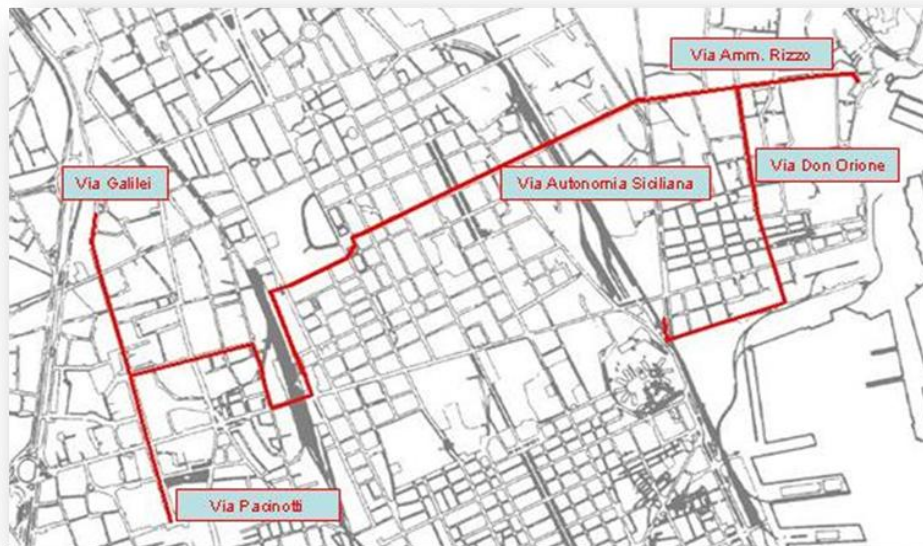 Via Amm. Rizzo
Via Galilei
Via Don Orione
Via Autonomia Siciliana
Via Pacinotti